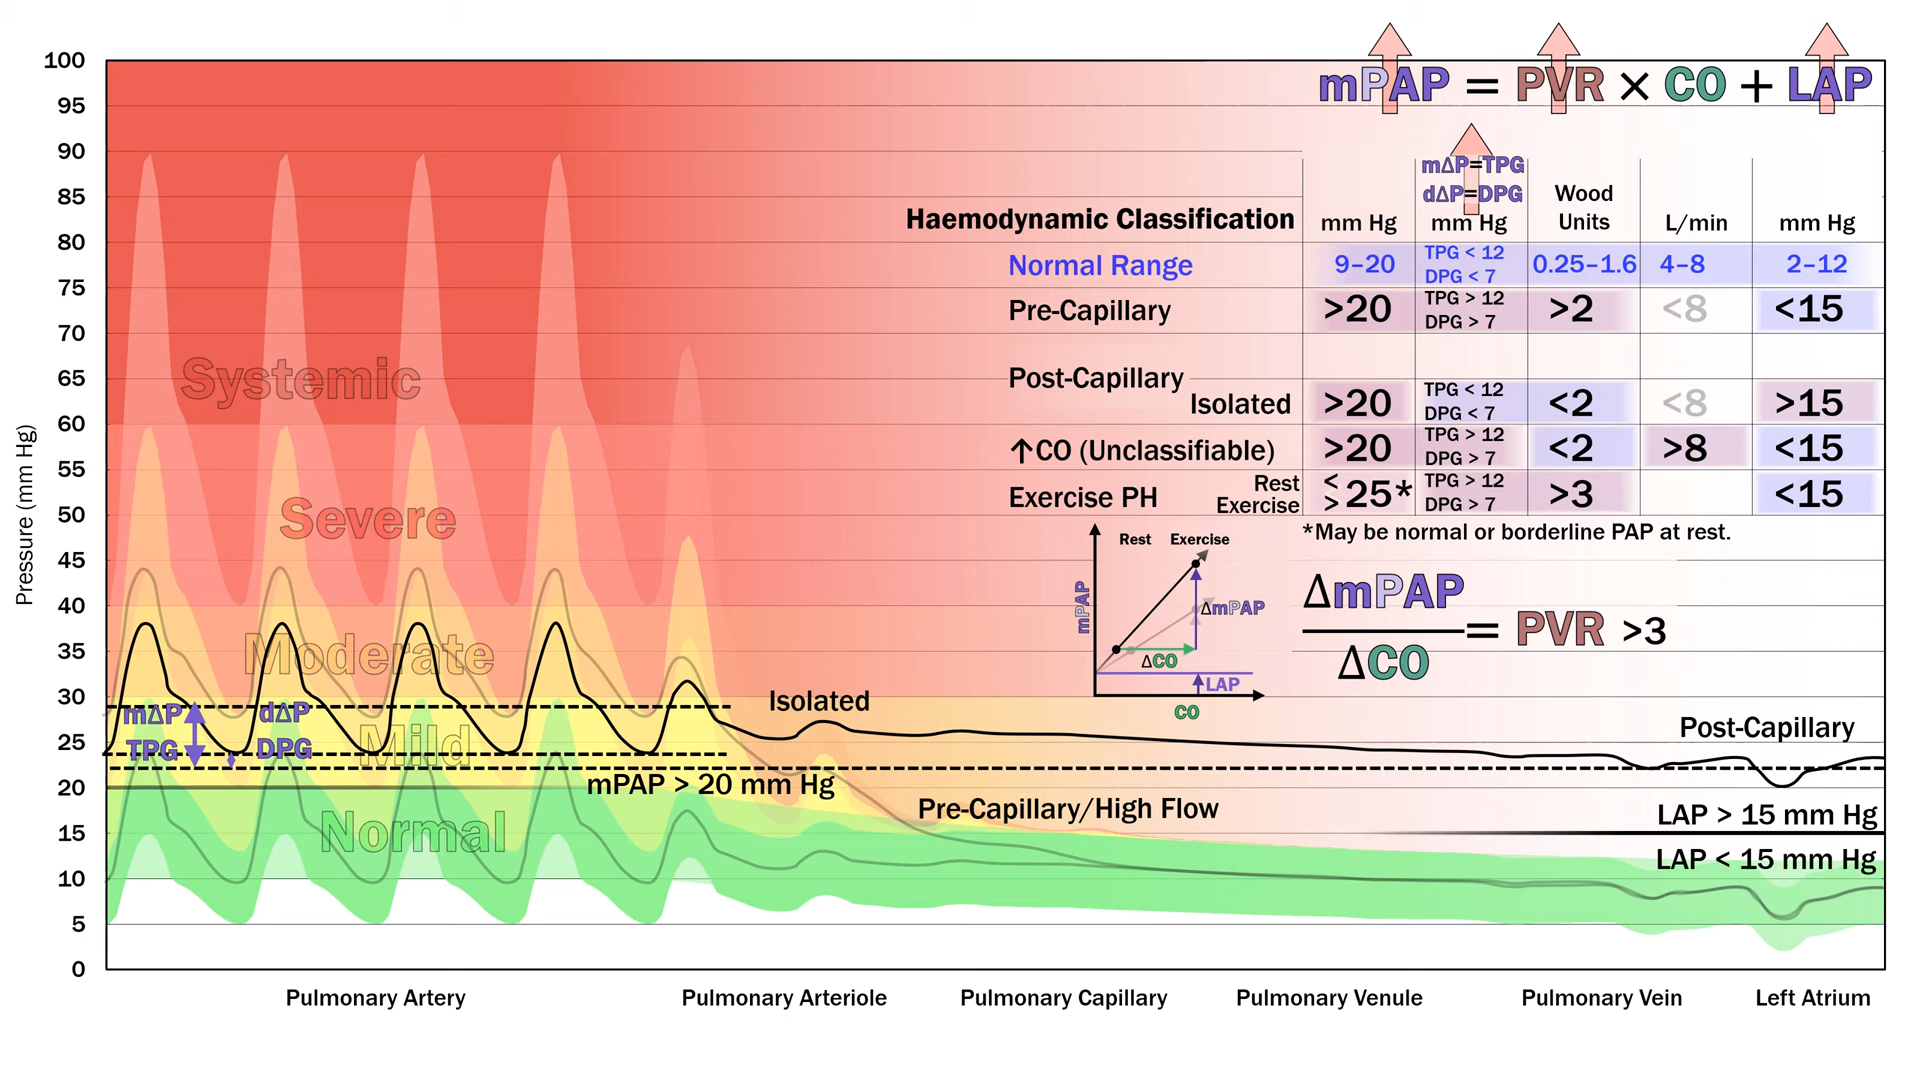 mPAP = PVR × CO + LAP
100
95
90
85
80
75
70
65
60
55
50
45
40
35
30
25
20
15
10
5
0
Pressure (mm Hg)
mΔP=TPG
dΔP=DPG
Haemodynamic Classification mm Hg mm Hg Wood Units L/min mm Hg
Normal Range 9–20 TPG < 12 DPG < 7 0.25–1.6 4–8 2–12
Pre-Capillary >20 TPG > 12 DPG > 7 >2 <8 <15
Post-Capillary
Isolated >20 TPG < 12 DPG < 7 <2 <8 >15
↑CO (Unclassifiable) >20 TPG > 12 DPG > 7 <2 >8 <15
Exercise PH Rest Exercise < > 25* TPG > 12 DPG > 7 >3 <15
*May be normal or borderline PAP at rest.
Systemic
Severe
Moderate
Mild
Normal
mΔP
TPG
dΔP
DPG
Rest Exercise
mPAP
ΔmPAP
ΔCO
LAP
CO
ΔmPAP
ΔCO
= PVR >3
Isolated
Post-Capillary
mPAP > 20 mm Hg
Pre-Capillary/High Flow
LAP > 15 mm Hg
LAP < 15 mm Hg
Pulmonary Artery
Pulmonary Arteriole
Pulmonary Capillary
Pulmonary Venule
Pulmonary Vein
Left Atrium